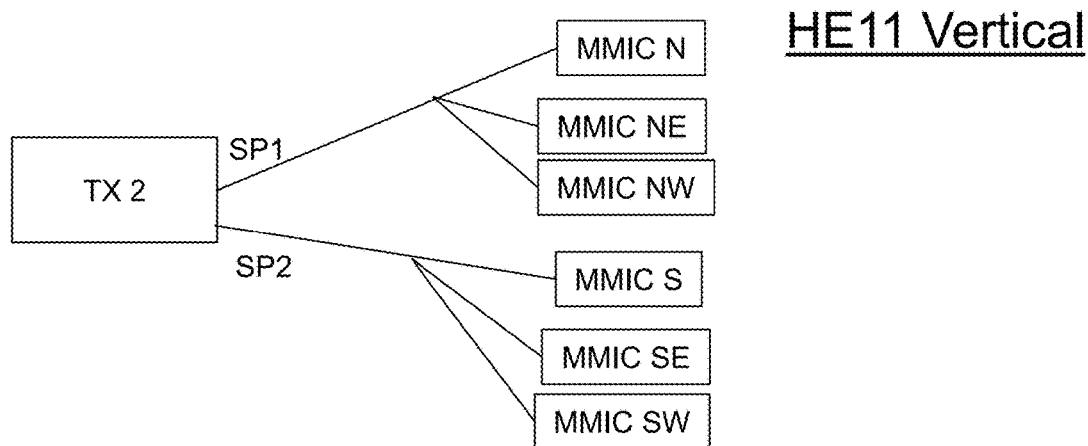 HE11 Vertical
MMIC N
MMIC NE
MMIC NW
SP1
TX 2
SP2
MMIC S
MMIC SE
MMIC SW